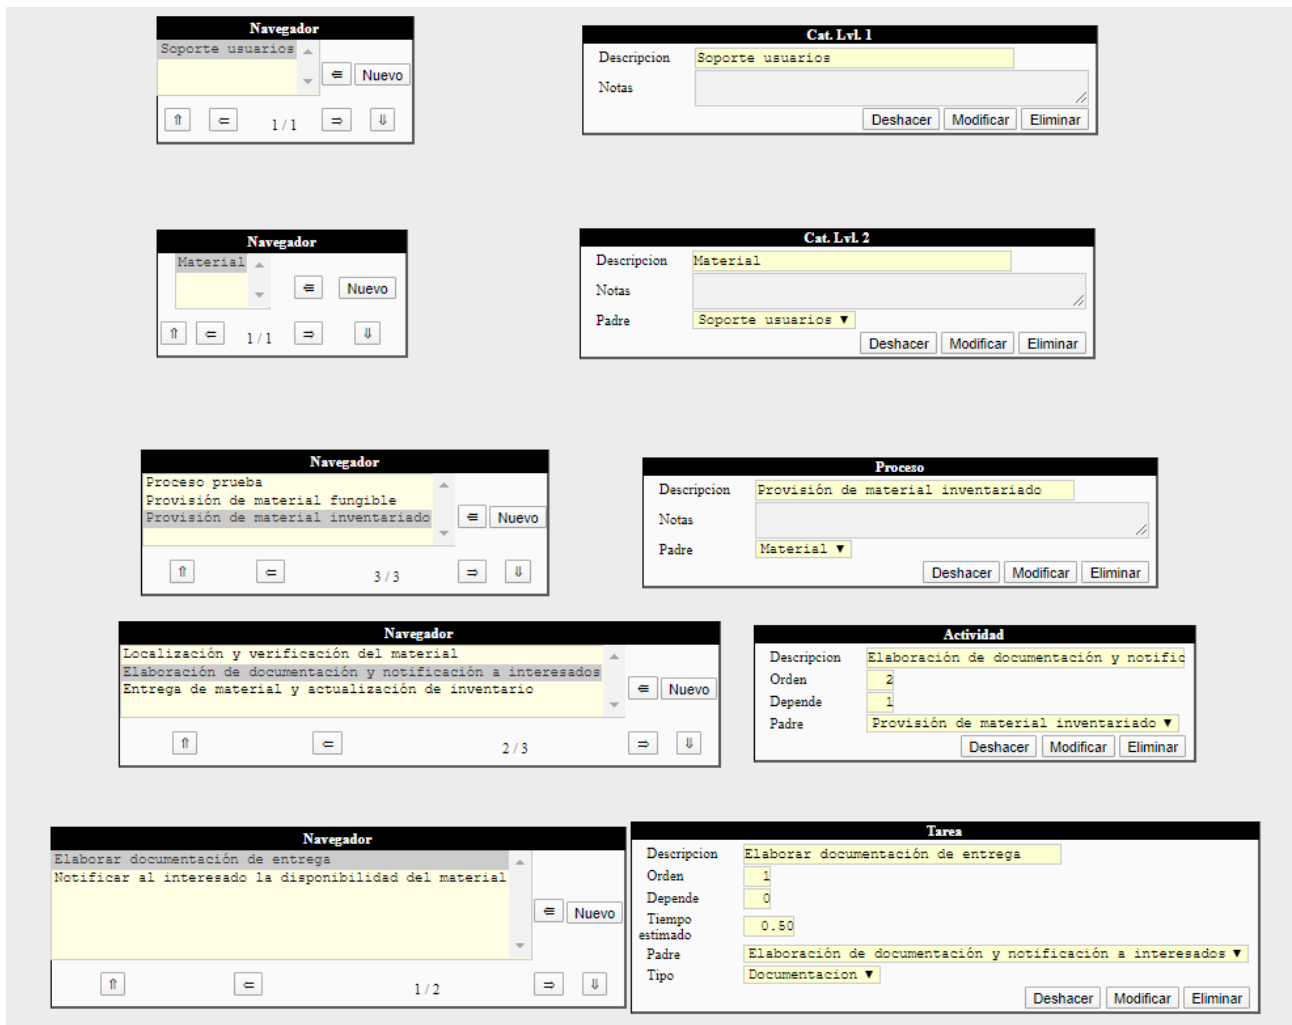 Navegador
Soporte usuarios
Nuevo
1 / 1
Cat. Lvl. 1
Descripcion Soporte usuarios
Notas
Deshacer Modificar Eliminar
Navegador
Material
Nuevo
1 / 1
Cat. Lvl. 2
Descripcion Material
Notas
Padre Soporte usuarios
Deshacer Modificar Eliminar
Navegador
Proceso prueba
Provisión de material fungible
Provisión de material inventariado
Nuevo
3 / 3
Proceso
Descripcion Provisión de material inventariado
Notas
Padre Material
Deshacer Modificar Eliminar
Navegador
Localización y verificación del material
Elaboración de documentación y notificación a interesados
Entrega de material y actualización de inventario
Nuevo
2 / 3
Actividad
Descripcion Elaboración de documentación y notific
Orden 2
Depende 1
Padre Provisión de material inventariado
Deshacer Modificar Eliminar
Navegador
Elaborar documentación de entrega
Notificar al interesado la disponibilidad del material
Nuevo
1 / 2
Tarea
Descripcion Elaborar documentación de entrega
Orden 1
Depende 0
Tiempo
estimado 0.50
Padre Elaboración de documentación y notificación a interesados
Tipo Documentacion
Deshacer Modificar Eliminar